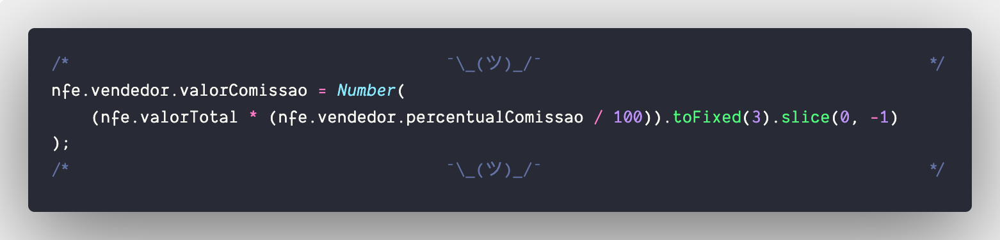 /* ¯\_(ツ)_/¯ */
nfe.vendedor.valorComissao = Number(
(nfe.valorTotal * (nfe.vendedor.percentualComissao / 100)).toFixed(3).slice(0, -1)
);
/* ¯\_(ツ)_/¯ */